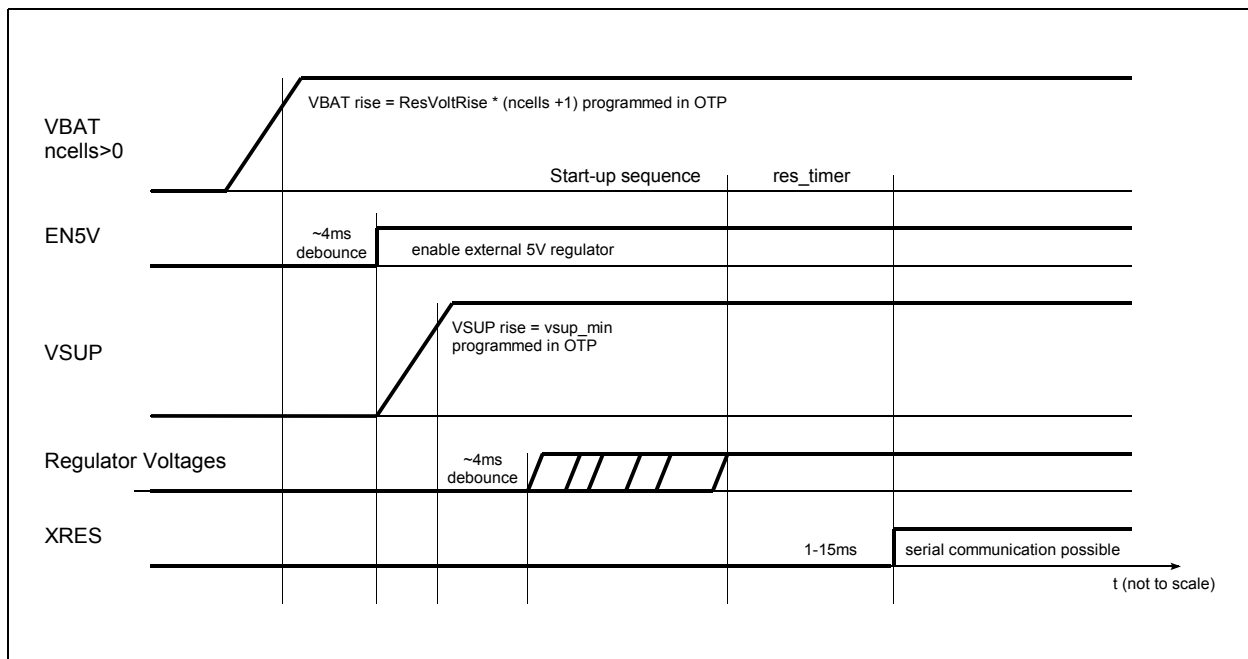 VBAT rise = ResVoltRise * (ncells +1) programmed in OTP
VBAT
ncells>0
Start-up sequence
res_timer
EN5V
~4ms
debounce
enable external 5V regulator
VSUP rise = vsup_min
programmed in OTP
VSUP
Regulator Voltages
~4ms
debounce
XRES
1-15ms
serial communication possible
t (not to scale)